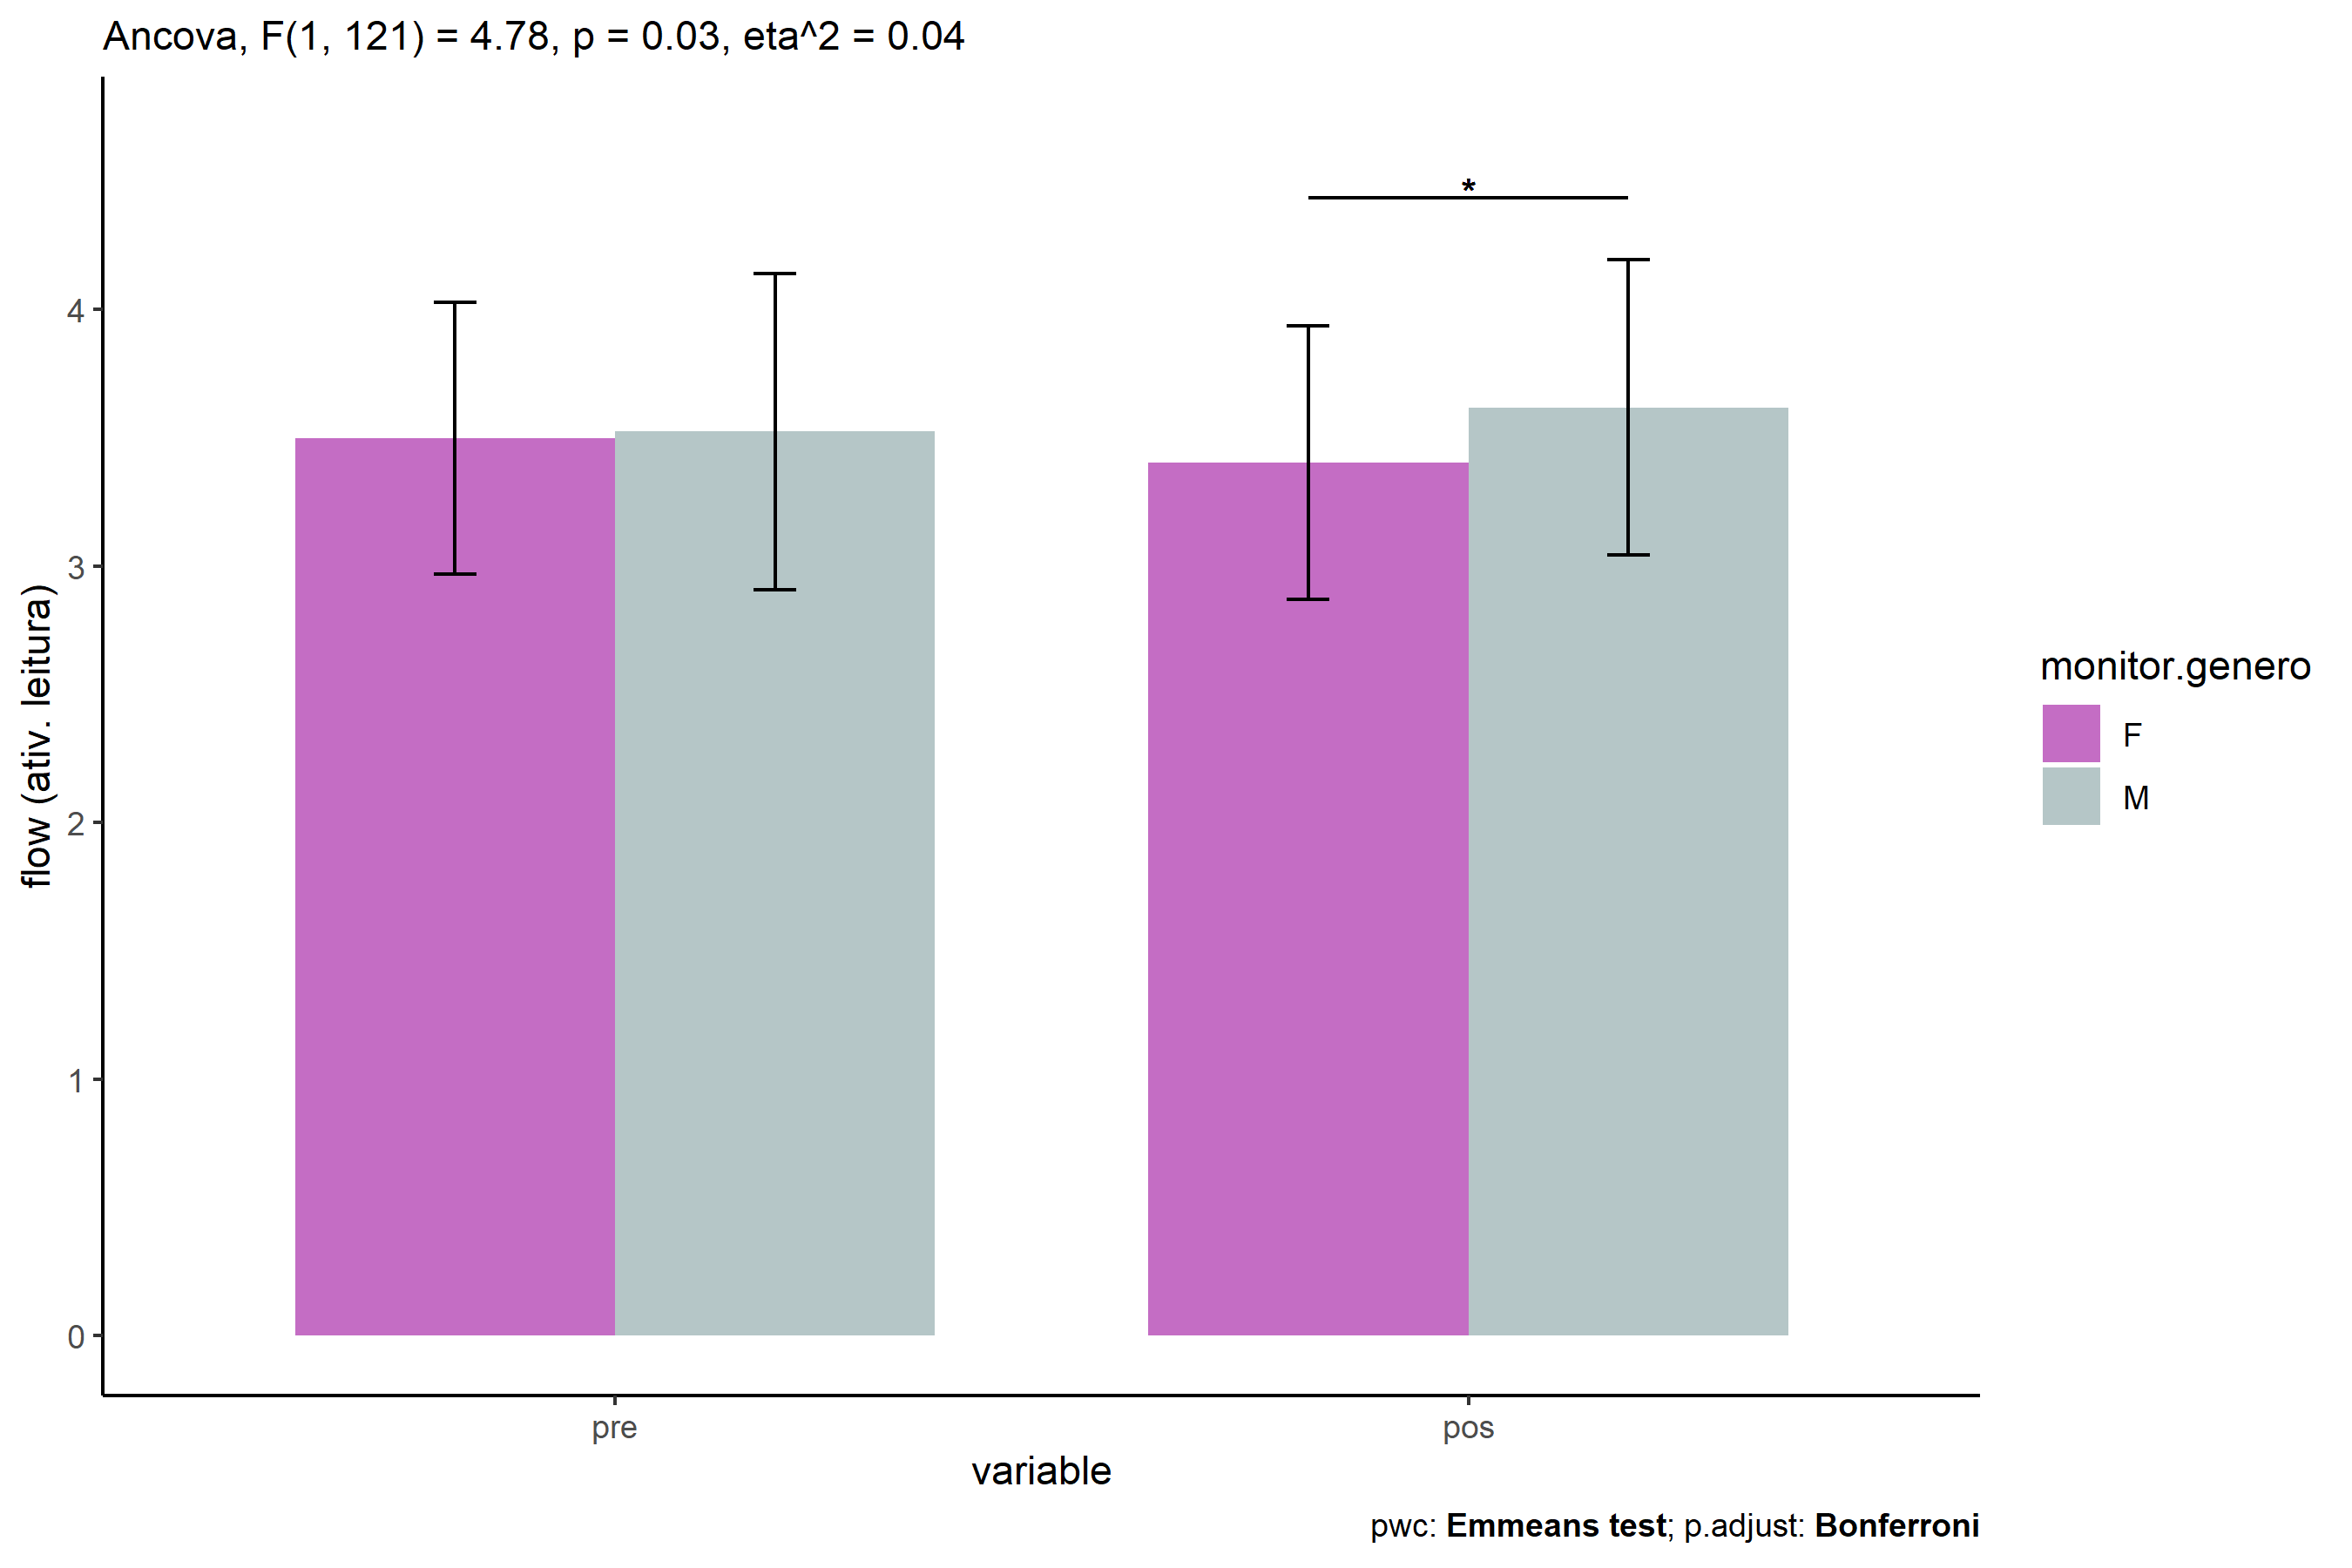 Ancova, F(1, 121) = 4.78, p = 0.03, eta^2 = 0.04
*
4
3
2
1
0
flow (ativ. leitura)
pre
pos
variable
monitor.genero
F
M
pwc: Emmeans test; p.adjust: Bonferroni